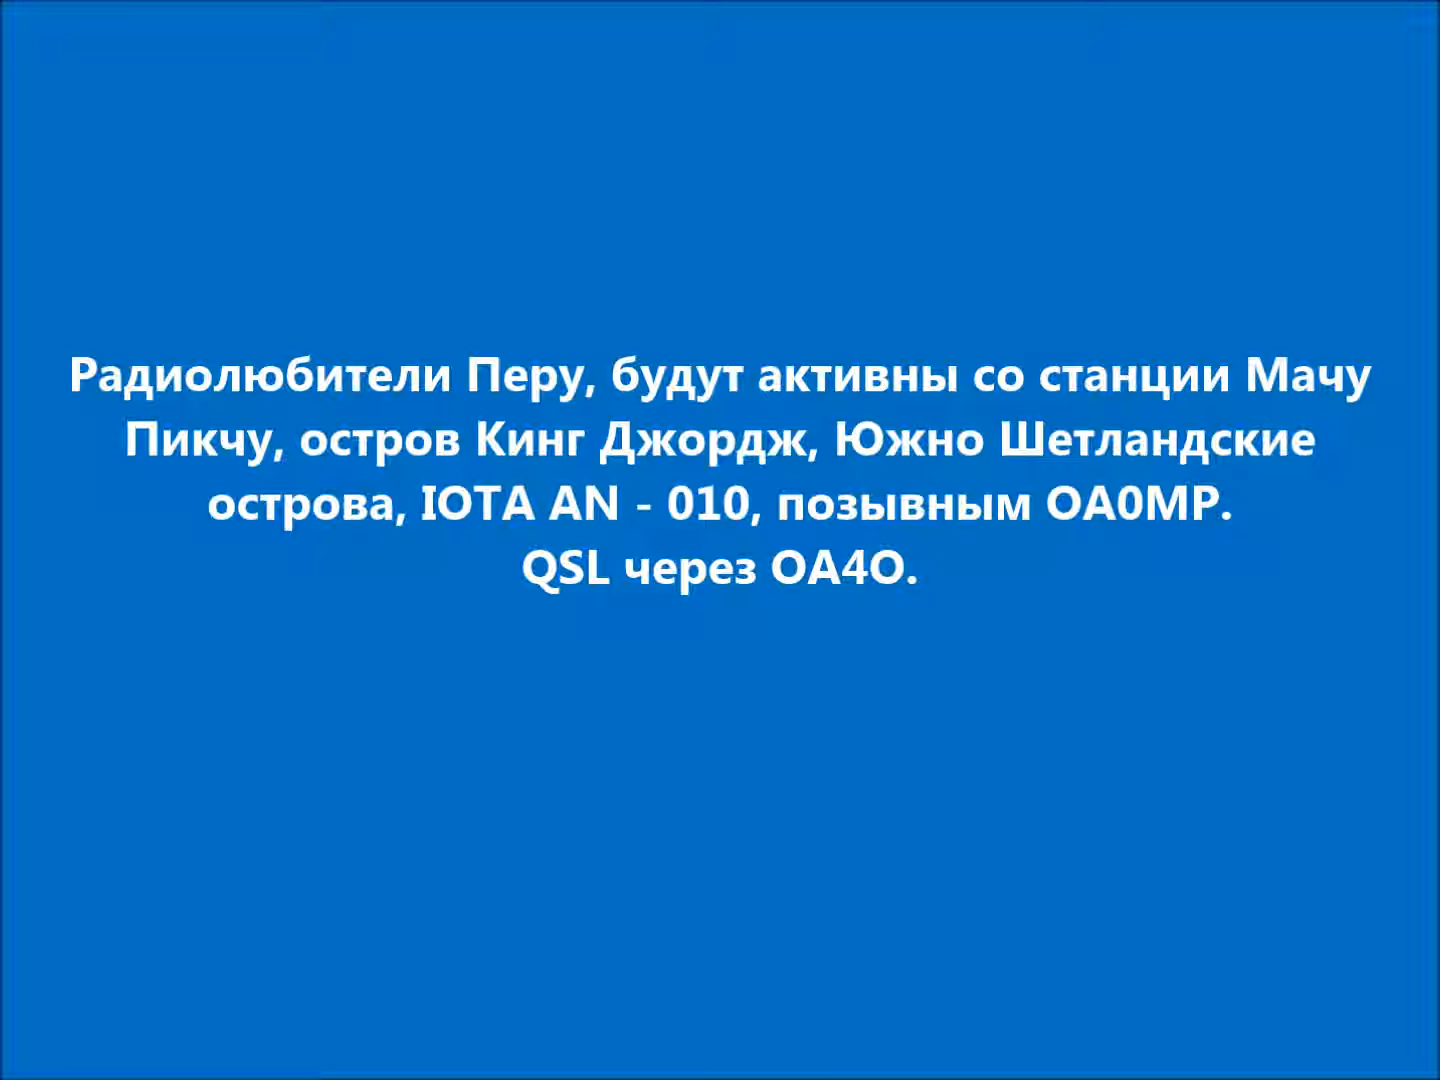 Радиолюбители Перу, будут активны со станции Мачу
Пикчу, остров Кинг Джордж, Южно Шетландские
острова, IOTA AN - 010, позывным OA0MP.
QSL через OA4O.